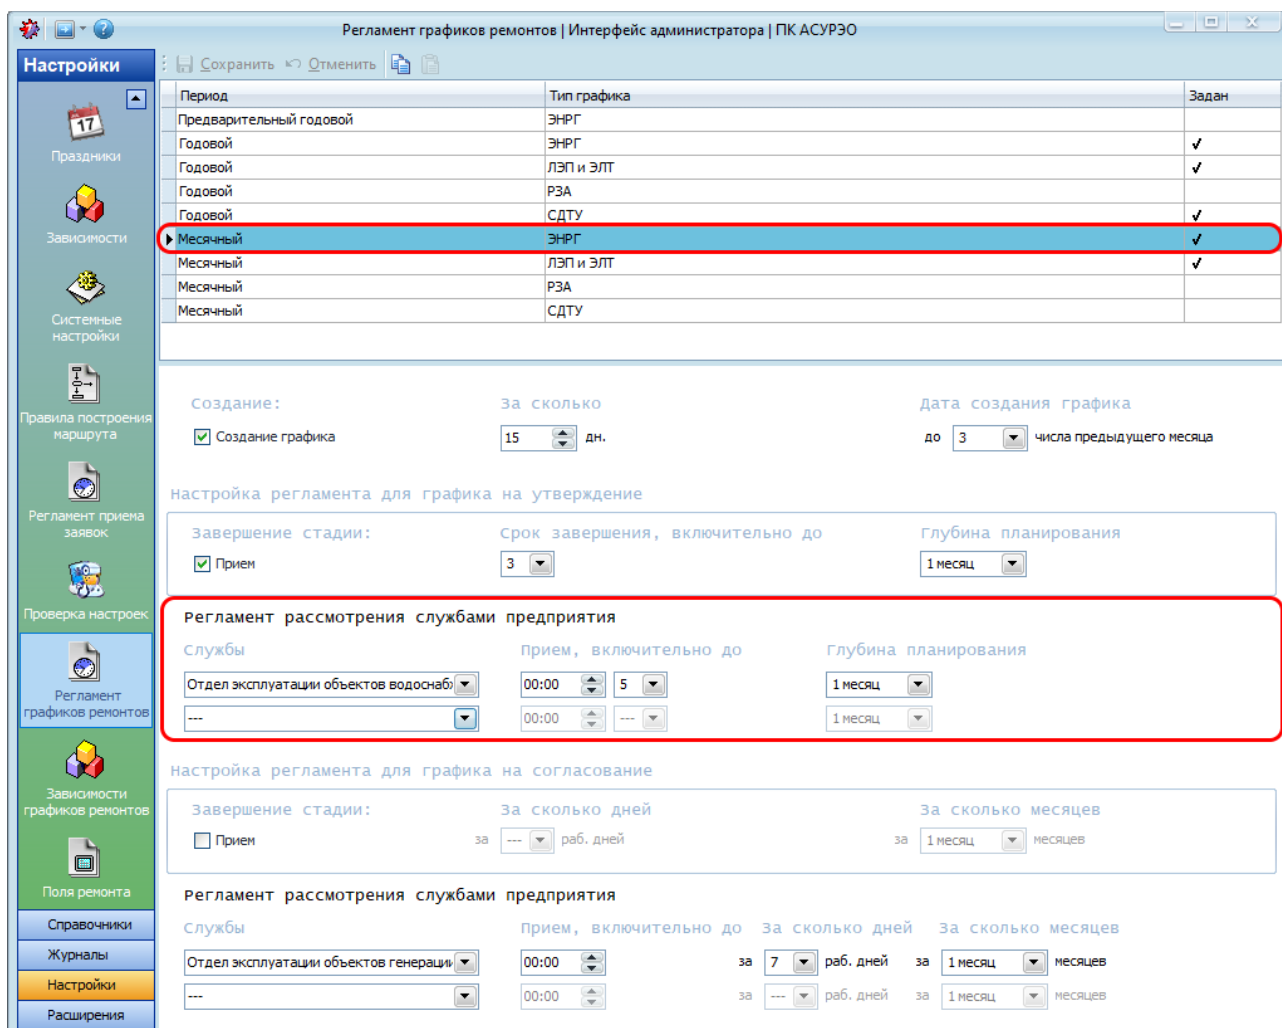 Регламент графиков ремонтов | Интерфейс администратора | ПК АСУРЭО
Настройки
Сохранить Отменить
17
Праздники
Зависимости
Системные
настройки
Правила построения
маршрута
Регламент приема
заявок
Проверка настроек
Регламент
графиков ремонтов
Зависимости
графиков ремонтов
Поля ремонта
Справочники
Журналы
Настройки
Расширения
Период Тип графика Задан
Предварительный годовой ЭНРГ
Годовой ЭНРГ ✓
Годовой ЛЭП и ЭЛТ ✓
Годовой РЗА
Годовой СДТУ ✓
Месячный ЭНРГ ✓
Месячный ЛЭП и ЭЛТ ✓
Месячный РЗА
Месячный СДТУ
Создание: За сколько Дата создания графика
Создание графика 15 дн. до 3 числа предыдущего месяца
Настройка регламента для графика на утверждение
Завершение стадии: Срок завершения, включительно до Глубина планирования
Прием 3 1 месяц
Регламент рассмотрения службами предприятия
Службы Прием, включительно до Глубина планирования
Отдел эксплуатации объектов водоснаб 00:00 5 1 месяц
--- 00:00 --- 1 месяц
Настройка регламента для графика на согласование
Завершение стадии: За сколько дней За сколько месяцев
Прием за --- раб. дней за 1 месяц месяцев
Регламент рассмотрения службами предприятия
Службы Прием, включительно до За сколько дней За сколько месяцев
Отдел эксплуатации объектов генерации 00:00 за 7 раб. дней за 1 месяц месяцев
--- 00:00 за --- раб. дней за 1 месяц месяцев